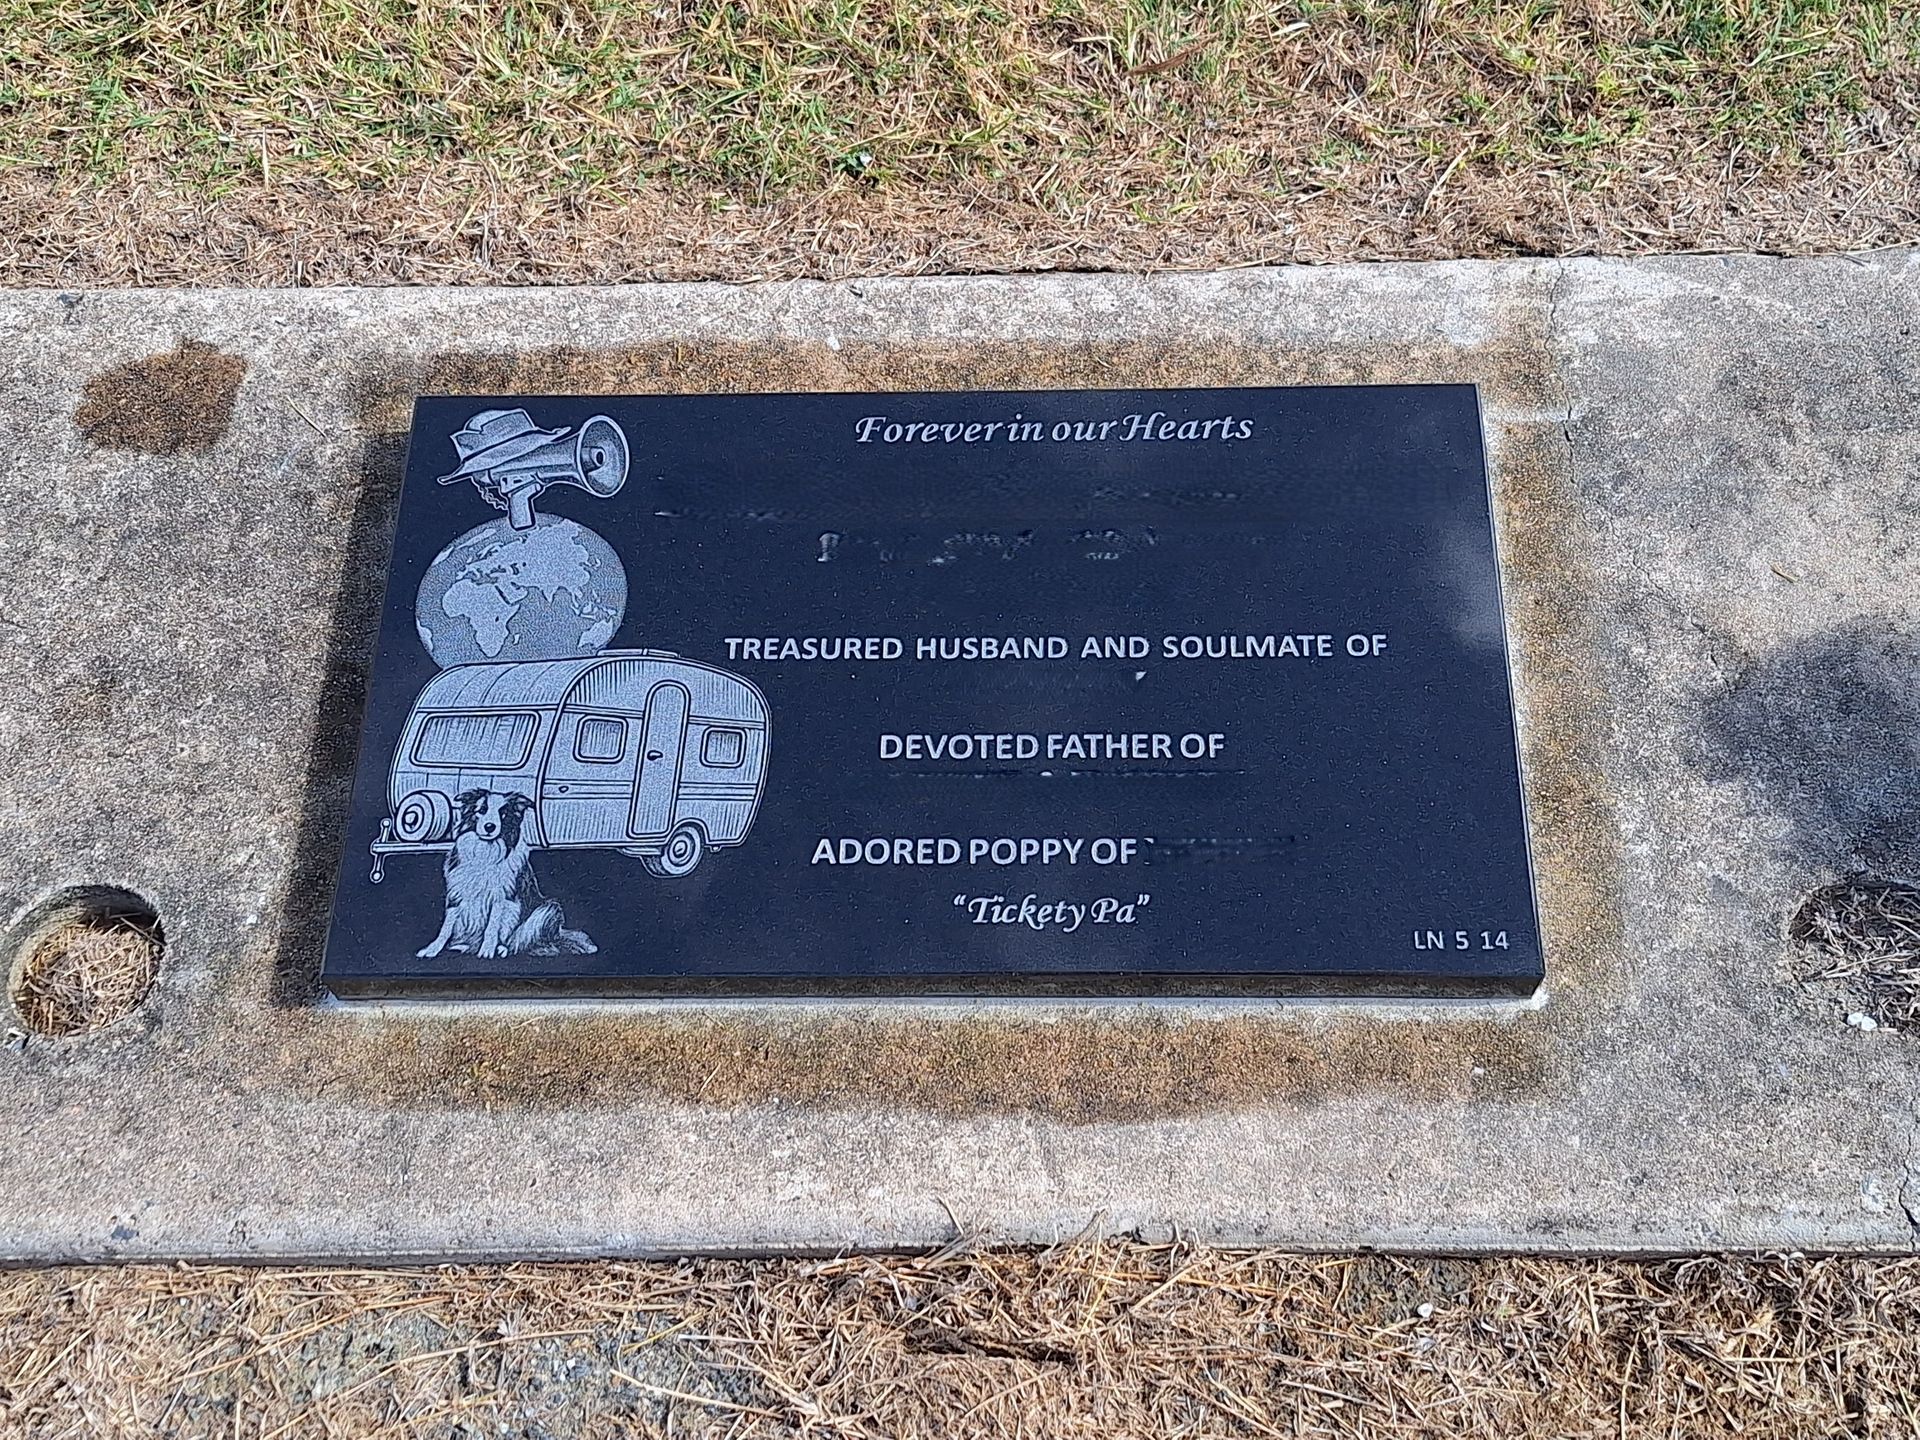 Forever in our Hearts
TREASURED HUSBAND AND SOULMATE OF
DEVOTED FATHER OF
ADORED POPPY OF
“Tickety Pa”
LN 5 14